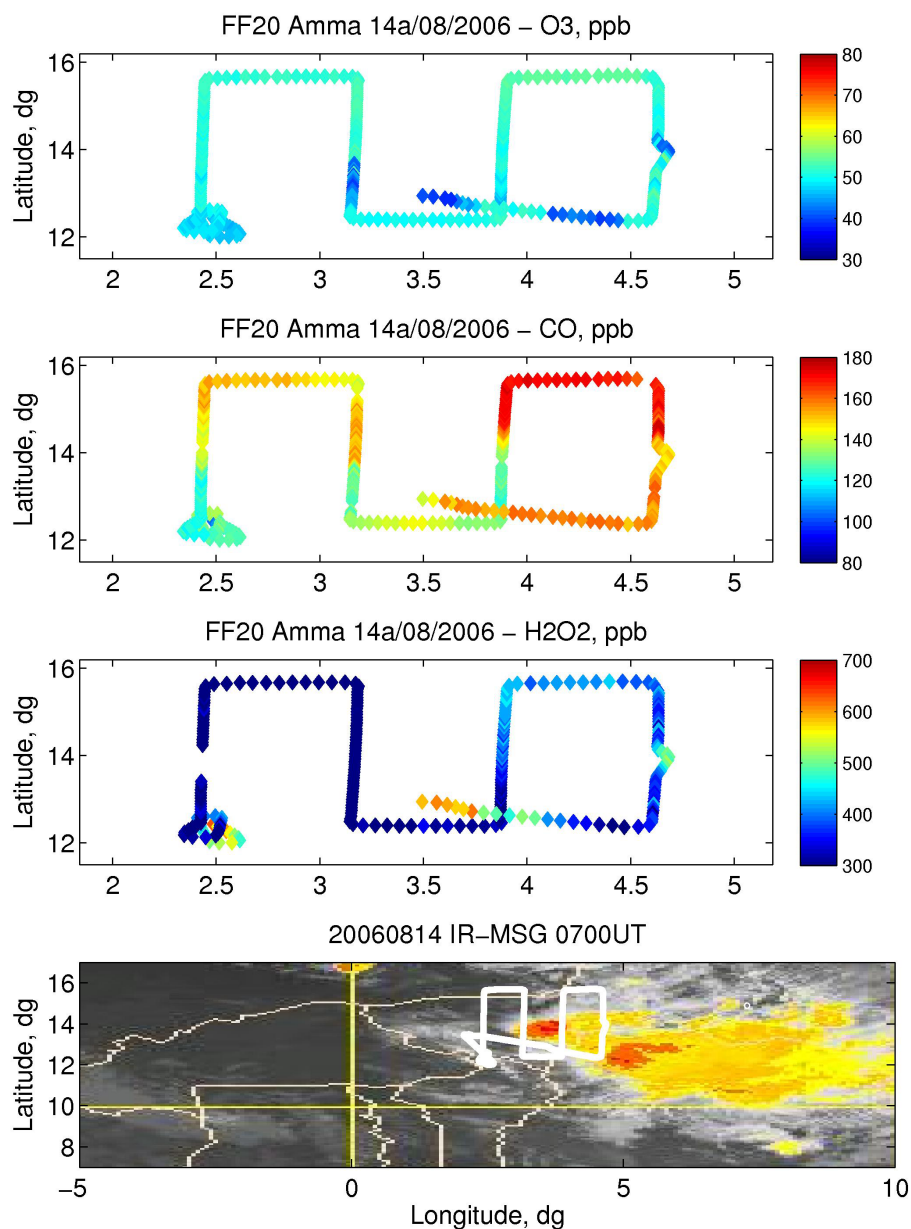 FF20 Amma 14a/08/2006 − O3, ppb
16
14
12
Latitude, dg
2 2.5 3 3.5 4 4.5 5
80
70
60
50
40
30
FF20 Amma 14a/08/2006 − CO, ppb
16
14
12
Latitude, dg
2 2.5 3 3.5 4 4.5 5
180
160
140
120
100
80
FF20 Amma 14a/08/2006 − H2O2, ppb
16
14
12
Latitude, dg
2 2.5 3 3.5 4 4.5 5
700
600
500
400
300
20060814 IR−MSG 0700UT
16
14
12
10
8
Latitude, dg
−5 0 5 10
Longitude, dg